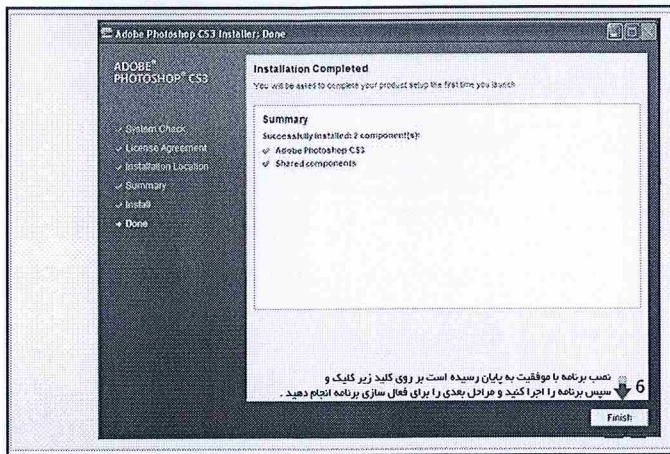 Adobe Photoshop CS3 Installer: Done
ADOBE®
PHOTOSHOP® CS3
System Check
License Agreement
Installation Location
Summary
Install
Done
Installation Completed
You will be asked to complete your product setup the first time you launch
Summary
Successfully installed: 2 component(s):
Adobe Photoshop CS3
Shared components
نصب برنامه با موفقیت به پایان رسیده است بر روی کلید زیر کلیک و
سپس برنامه را اجرا کنید و مراحل بعدی را برای فعال سازی برنامه انجام دهید .
6
Finish